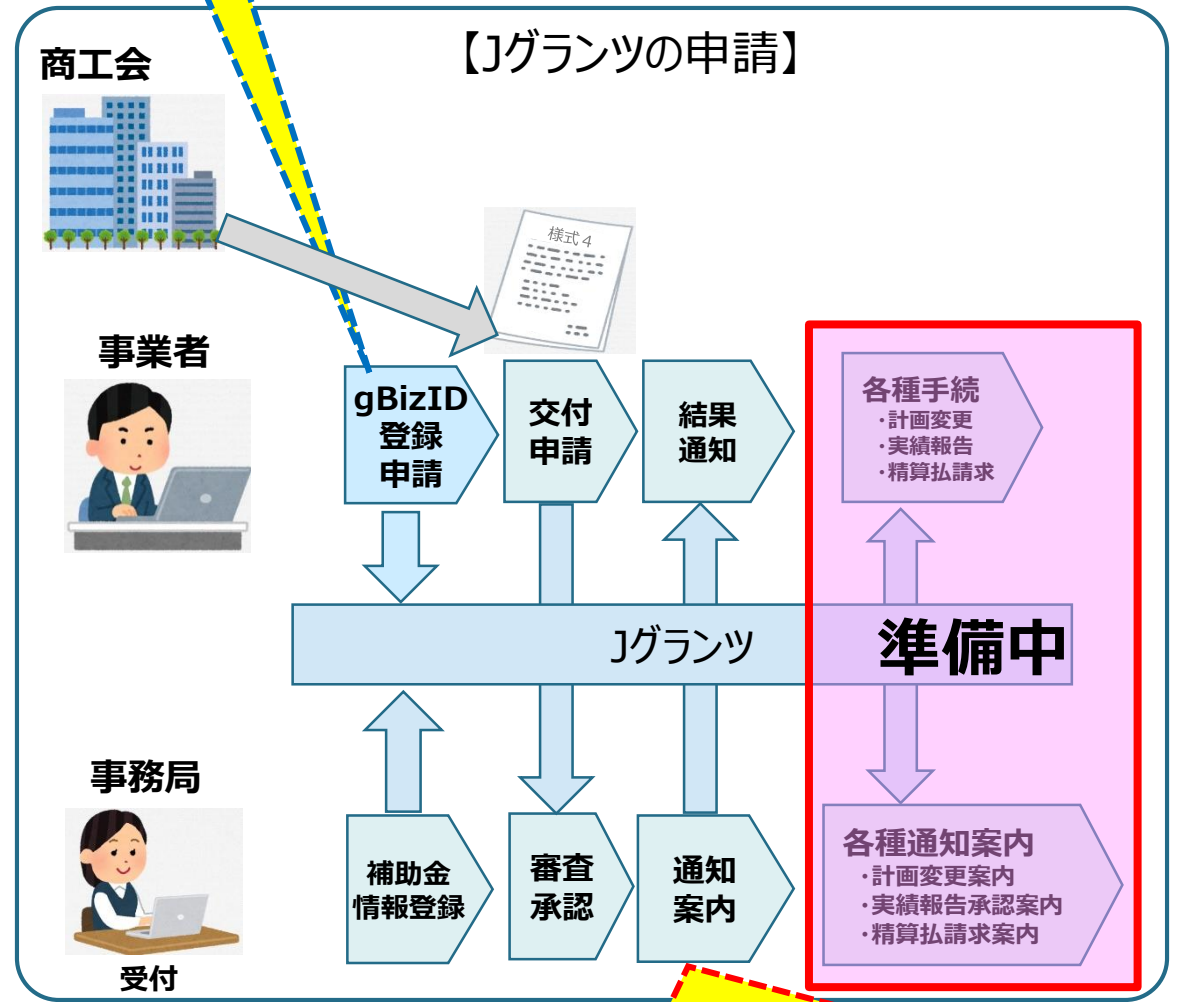 【Jグランツの申請】
商工会
様式４
事業者
gBizID
登録
申請
交付
申請
結果
通知
各種手続
・計画変更
・実績報告
・精算払請求
Jグランツ
準備中
事務局
受付
補助金
情報登録
審査
承認
通知
案内
各種通知案内
・計画変更案内
・実績報告承認案内
・精算払請求案内